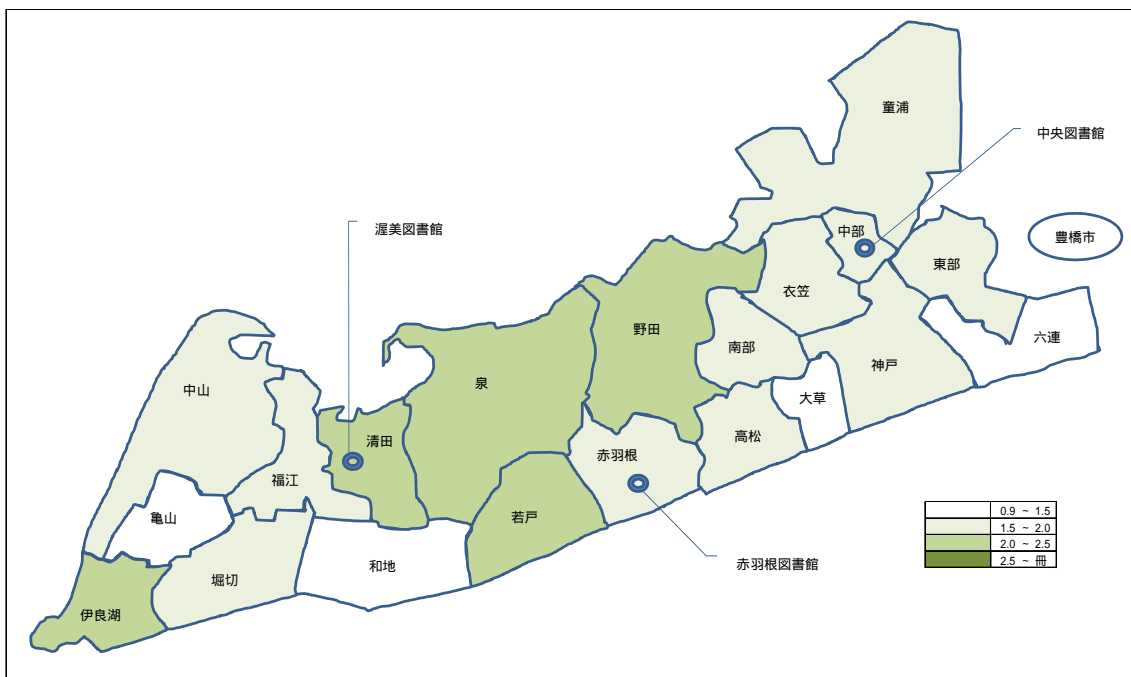 童浦
中央図書館
中部
渥美図書館
豊橋市
東部
衣笠
野田
六連
南部
神戸
泉
中山
大草
高松
清田
赤羽根
福江
亀山
若戸
0.9 ~ 1.5
1.5 ~ 2.0
2.0 ~ 2.5
2.5 ~ 冊
和地
赤羽根図書館
堀切
伊良湖